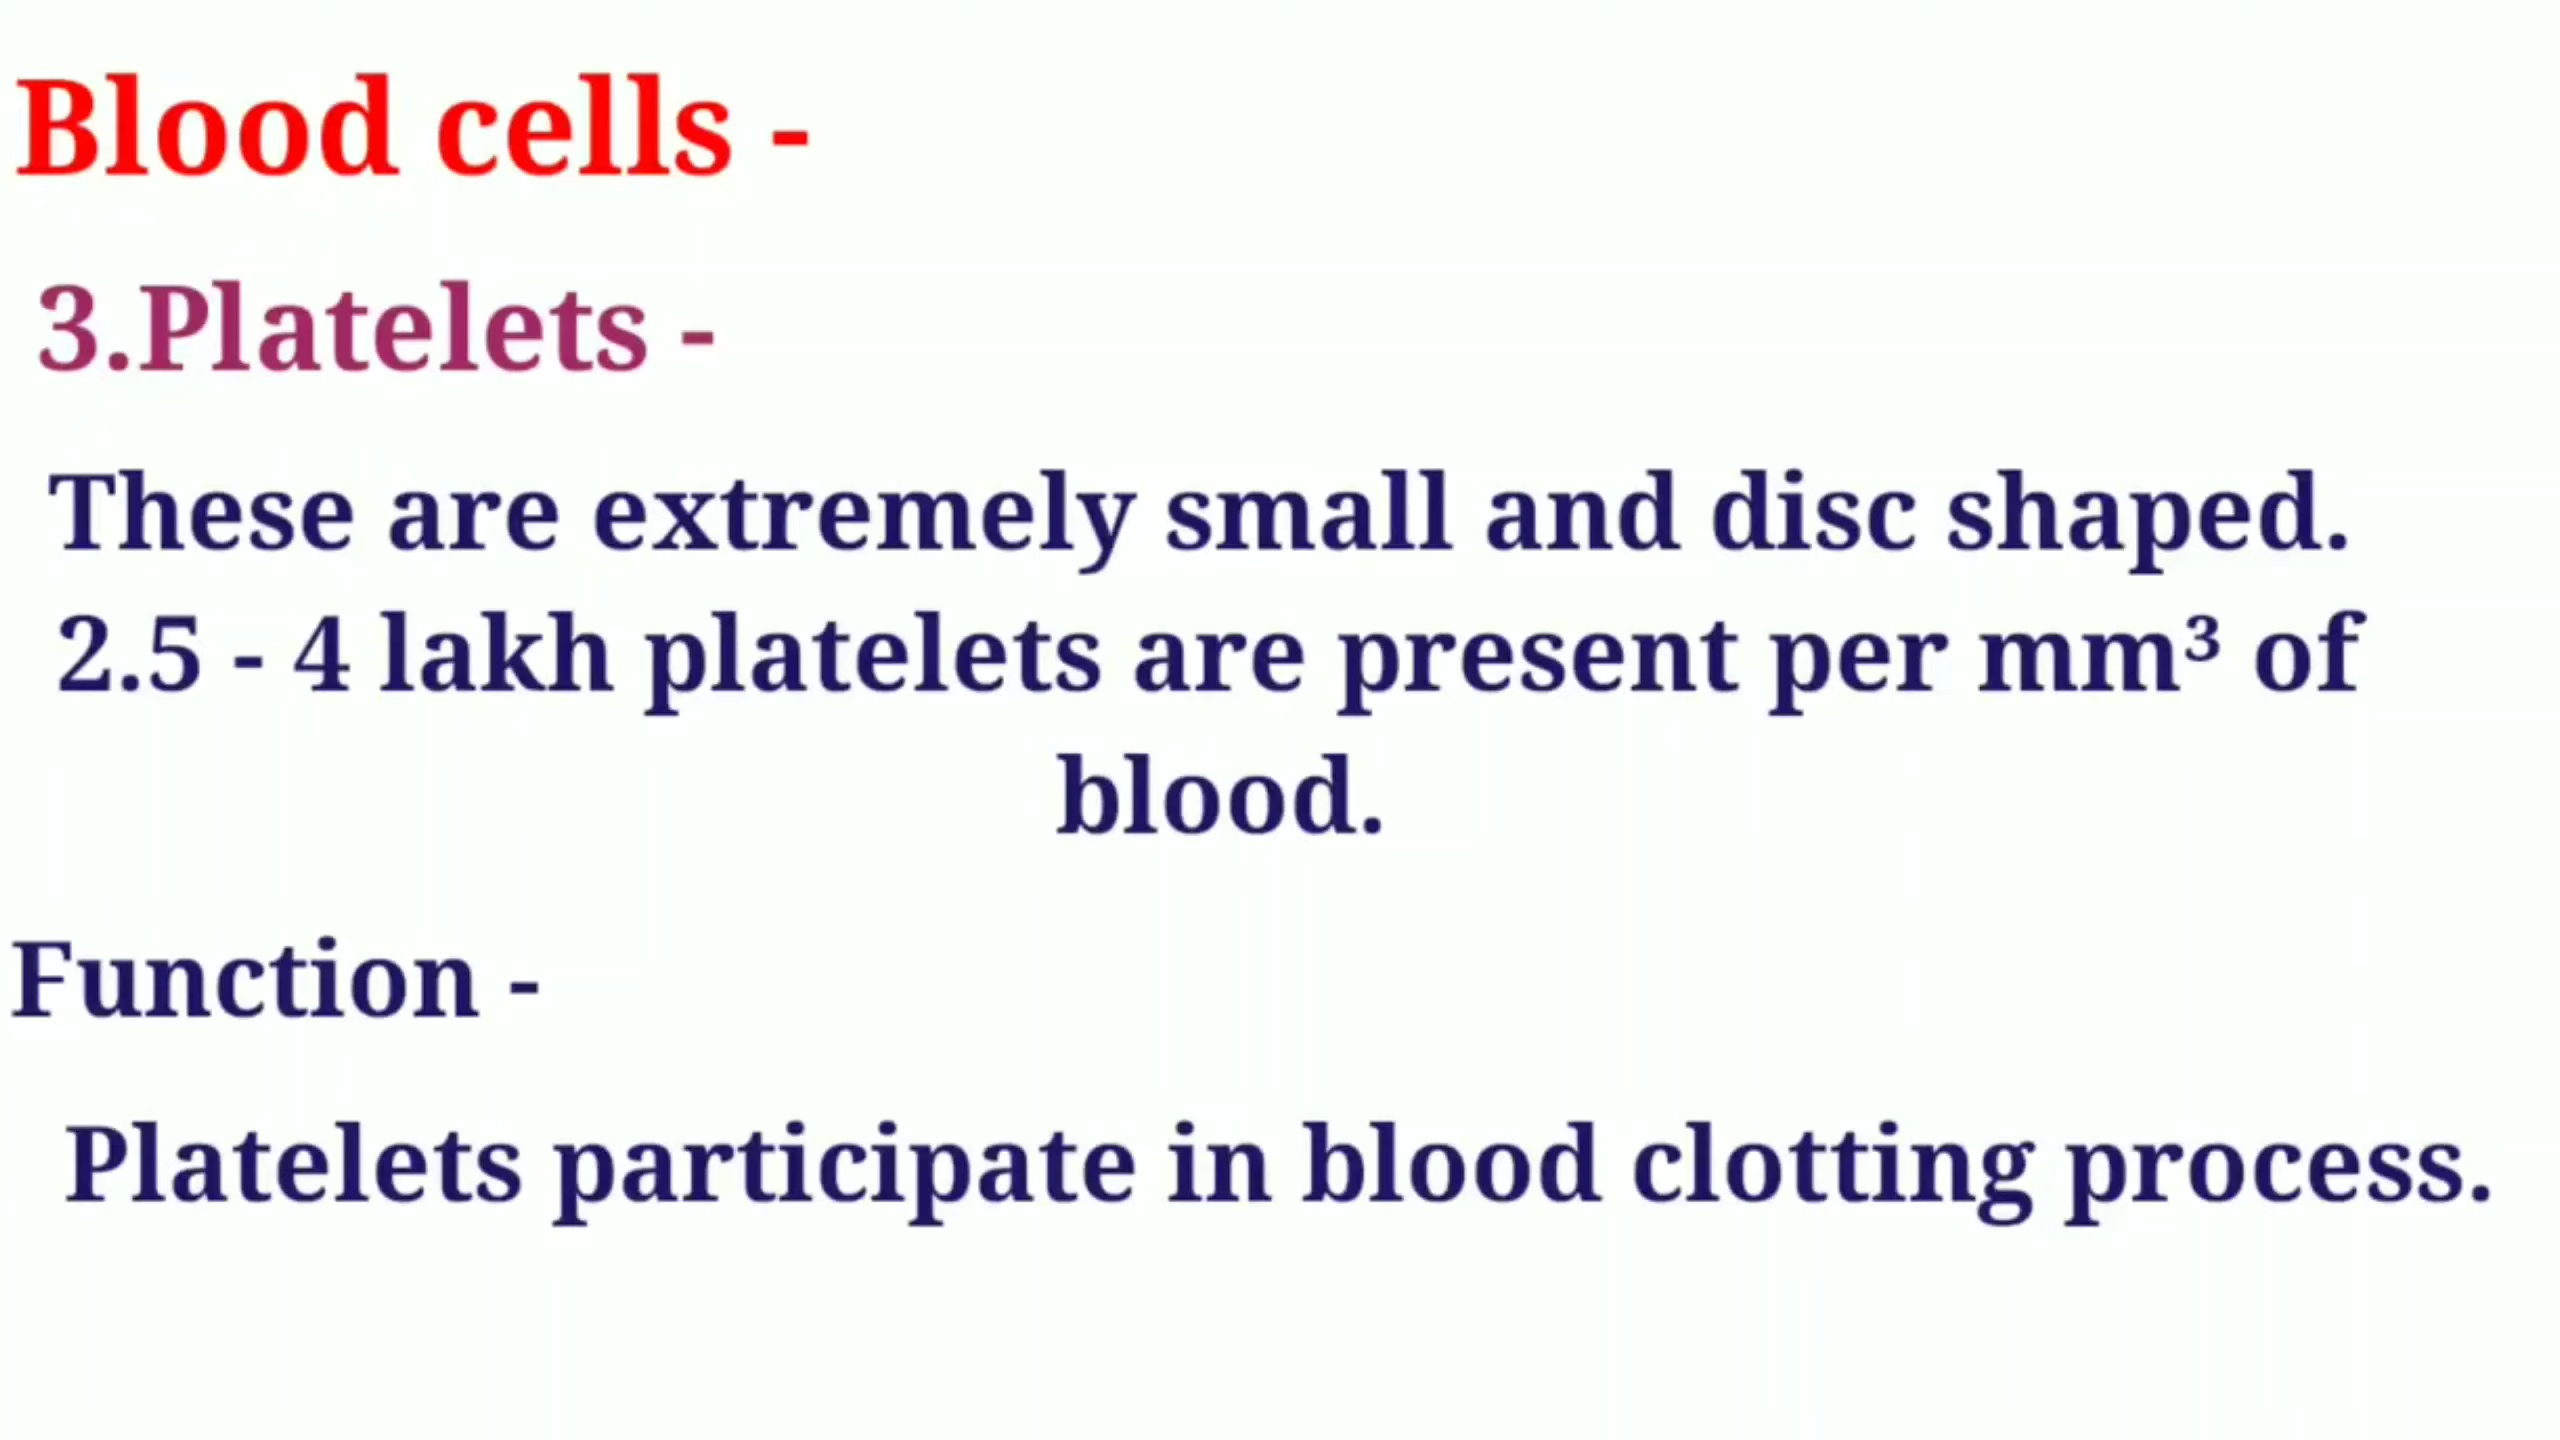 Blood cells -
3.Platelets -
These are extremely small and disc shaped.
2.5 - 4 lakh platelets are present per mm³ of
blood.
Function -
Platelets participate in blood clotting process.